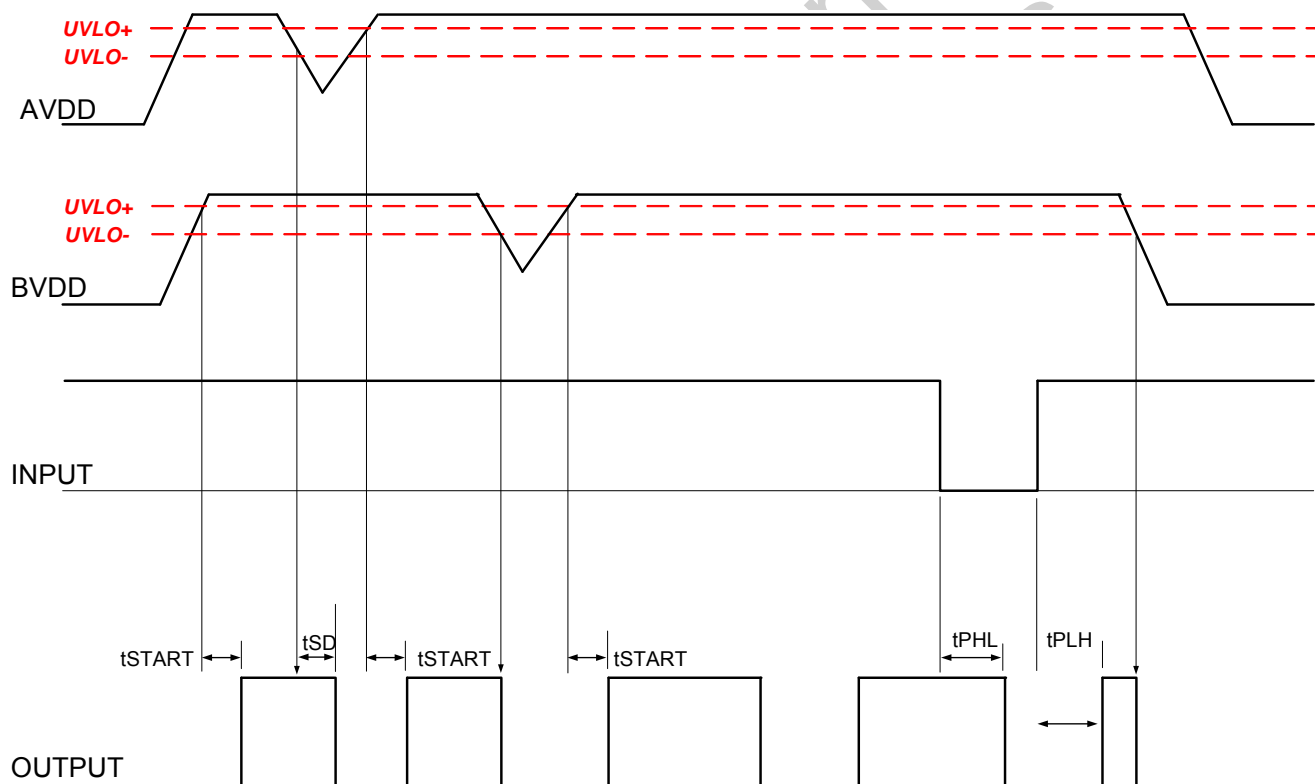 UVLO+
UVLO-
AVDD
UVLO+
UVLO-
BVDD
INPUT
tSTART
tSD
tSTART
tSTART
tPHL
tPLH
OUTPUT